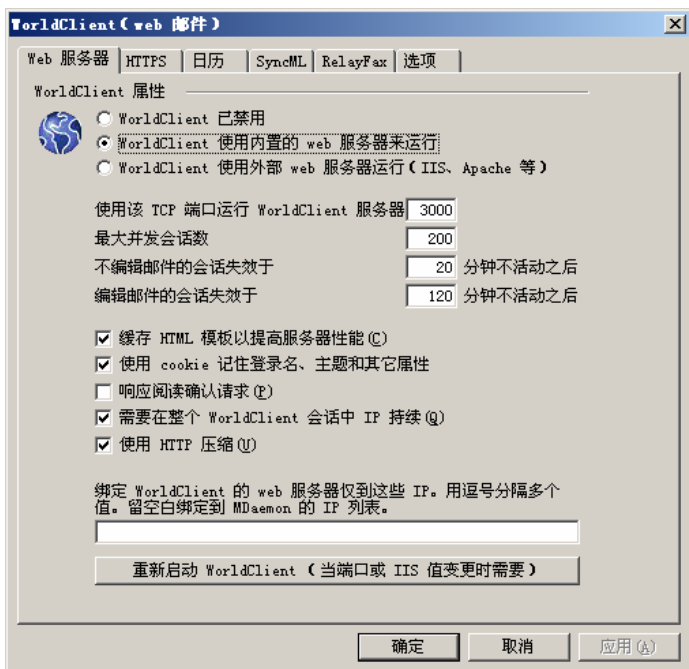 WorldClient(web 邮件)
Web 服务器 HTTPS 日历 SyncML RelayFax 选项
WorldClient 属性
WorldClient 已禁用
WorldClient 使用内置的 web 服务器来运行
WorldClient 使用外部 web 服务器运行(IIS、Apache 等)
使用该 TCP 端口运行 WorldClient 服务器 3000
最大并发会话数 200
不编辑邮件的会话失效于 20 分钟不活动之后
编辑邮件的会话失效于 120 分钟不活动之后
缓存 HTML 模板以提高服务器性能(C)
使用 cookie 记住登录名、主题和其它属性
响应阅读确认请求(P)
需要在整个 WorldClient 会话中 IP 持续(Q)
使用 HTTP 压缩(U)
绑定 WorldClient 的 web 服务器仅到这些 IP。用逗号分隔多个
值。留空白绑定到 MDaemon 的 IP 列表。
重新启动 WorldClient (当端口或 IIS 值变更时需要)
确定 取消 应用(A)